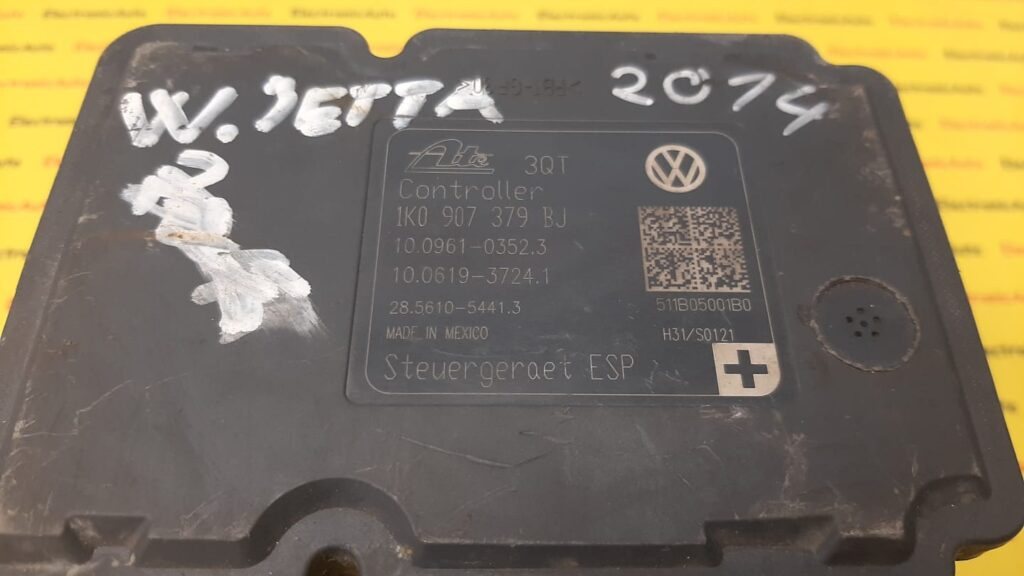 W. JETTA 2014
Ate 3QT
Controller
1K0 907 379 BJ
10.0961-0352.3
10.0619-3724.1
28.5610-5441.3
MADE IN MEXICO
Steuergeraet ESP
511B05001B0
H31/S0121